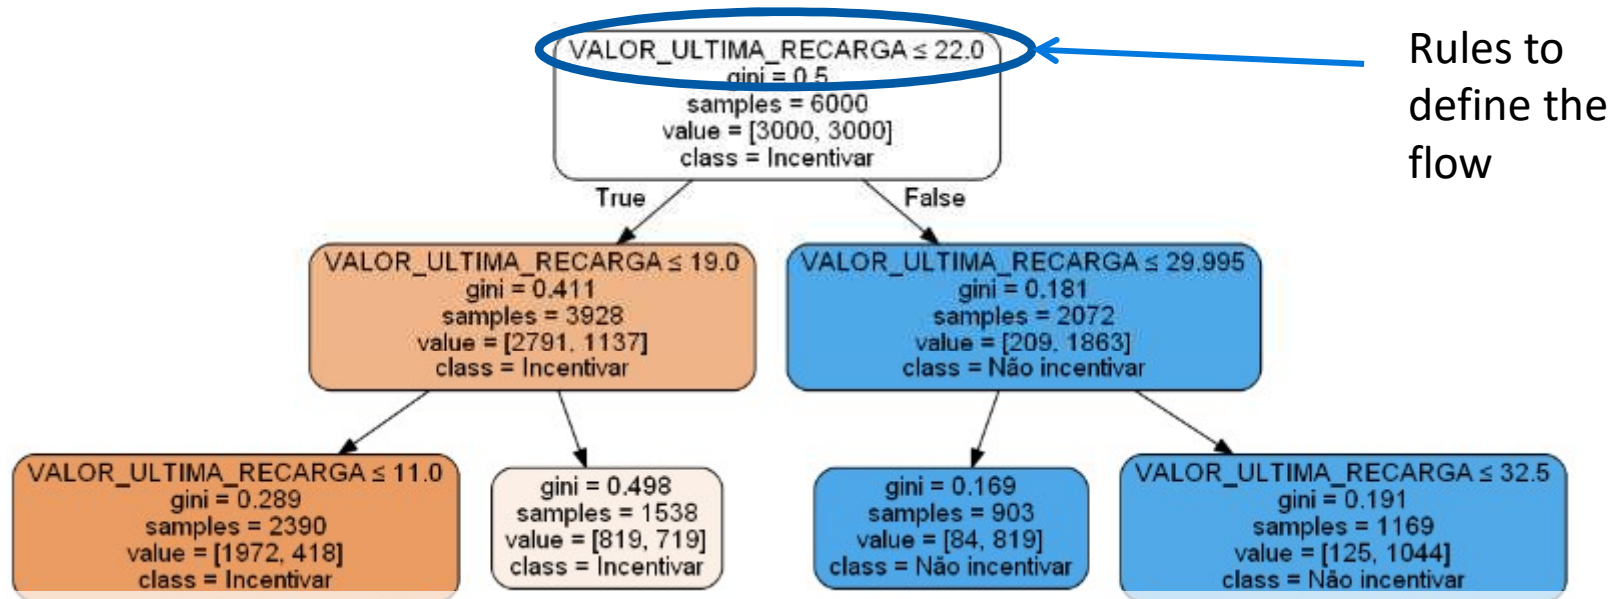 VALOR_ULTIMA_RECARGA ≤ 22.0
gini = 0.5
samples = 6000
value = [3000, 3000]
class = Incentivar
Rules to
define the
flow
True
False
VALOR_ULTIMA_RECARGA ≤ 19.0
gini = 0.411
samples = 3928
value = [2791, 1137]
class = Incentivar
VALOR_ULTIMA_RECARGA ≤ 29.995
gini = 0.181
samples = 2072
value = [209, 1863]
class = Não incentivar
VALOR_ULTIMA_RECARGA ≤ 11.0
gini = 0.289
samples = 2390
value = [1972, 418]
class = Incentivar
gini = 0.498
samples = 1538
value = [819, 719]
class = Incentivar
gini = 0.169
samples = 903
value = [84, 819]
class = Não incentivar
VALOR_ULTIMA_RECARGA ≤ 32.5
gini = 0.191
samples = 1169
value = [125, 1044]
class = Não incentivar